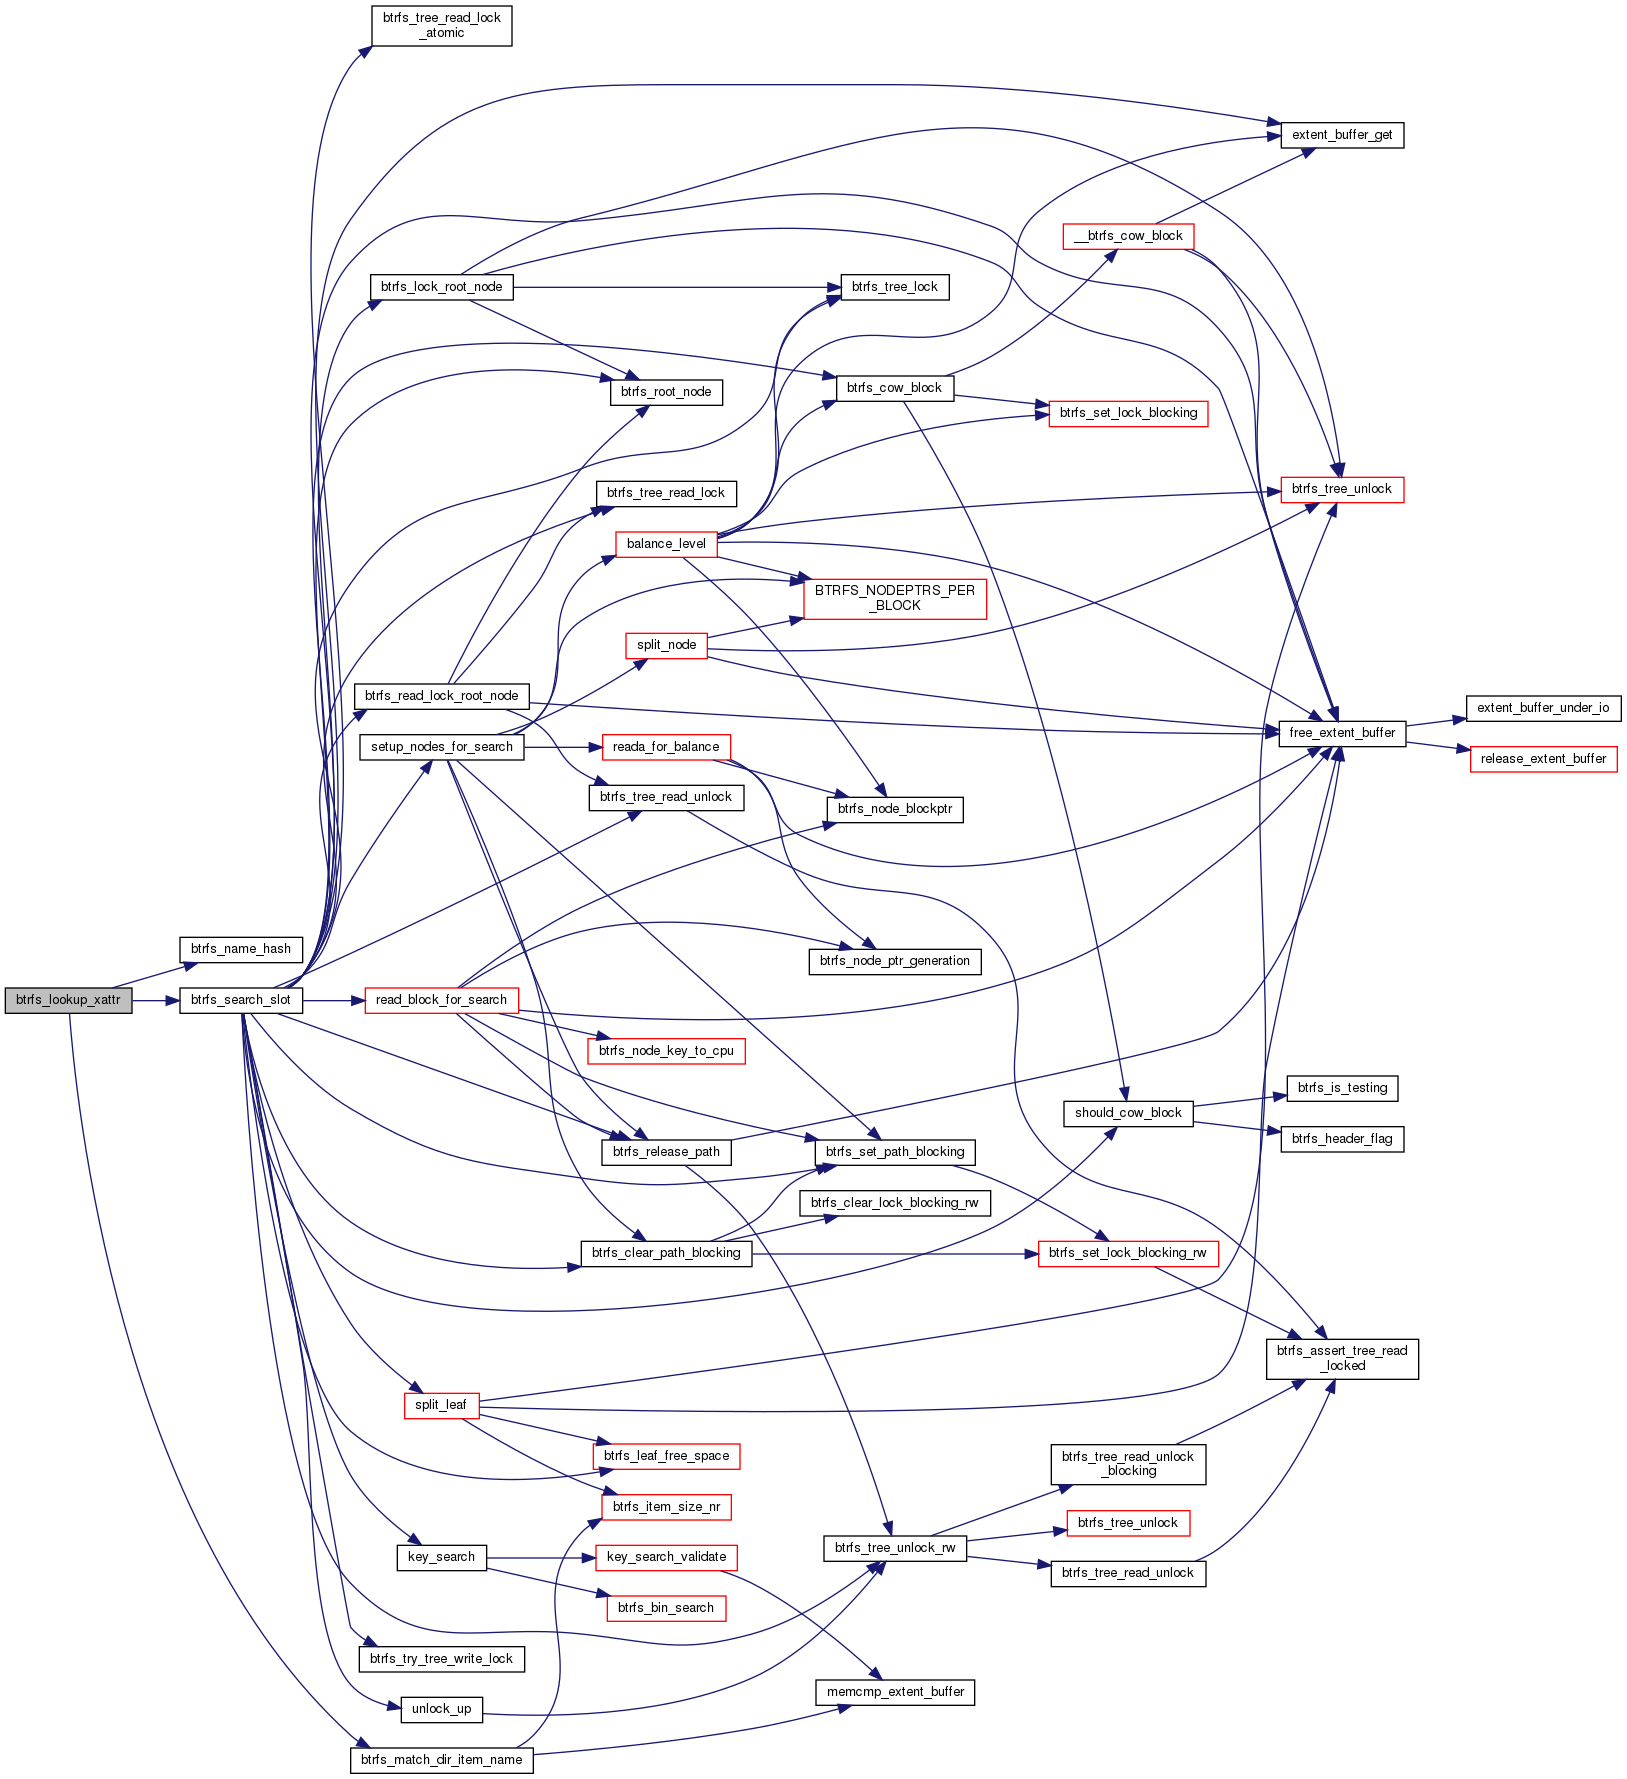 btrfs_tree_read_lock
_atomic
extent_buffer_get
__btrfs_cow_block
btrfs_lock_root_node
btrfs_tree_lock
btrfs_root_node
btrfs_cow_block
btrfs_set_lock_blocking
btrfs_tree_read_lock
btrfs_tree_unlock
balance_level
BTRFS_NODEPTRS_PER
_BLOCK
split_node
btrfs_read_lock_root_node
extent_buffer_under_io
setup_nodes_for_search
reada_for_balance
free_extent_buffer
release_extent_buffer
btrfs_tree_read_unlock
btrfs_node_blockptr
btrfs_name_hash
btrfs_node_ptr_generation
btrfs_lookup_xattr
btrfs_search_slot
read_block_for_search
btrfs_node_key_to_cpu
btrfs_is_testing
should_cow_block
btrfs_header_flag
btrfs_release_path
btrfs_set_path_blocking
btrfs_clear_lock_blocking_rw
btrfs_clear_path_blocking
btrfs_set_lock_blocking_rw
btrfs_assert_tree_read
_locked
split_leaf
btrfs_leaf_free_space
btrfs_tree_read_unlock
_blocking
btrfs_item_size_nr
btrfs_tree_unlock
btrfs_tree_unlock_rw
key_search
key_search_validate
btrfs_tree_read_unlock
btrfs_bin_search
btrfs_try_tree_write_lock
memcmp_extent_buffer
unlock_up
btrfs_match_dir_item_name